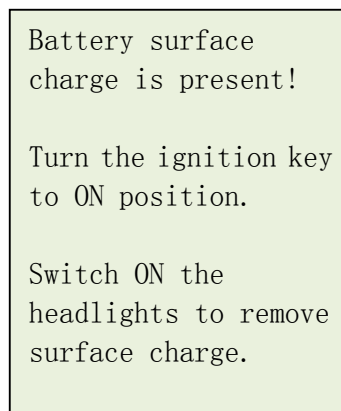 Battery surface
charge is present!
Turn the ignition key
to ON position.
Switch ON the
headlights to remove
surface charge.